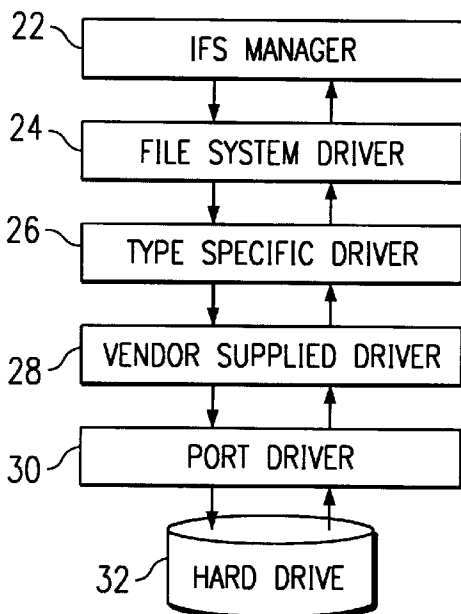 22 IFS MANAGER
24 FILE SYSTEM DRIVER
26 TYPE SPECIFIC DRIVER
28 VENDOR SUPPLIED DRIVER
30 PORT DRIVER
32 HARD DRIVE